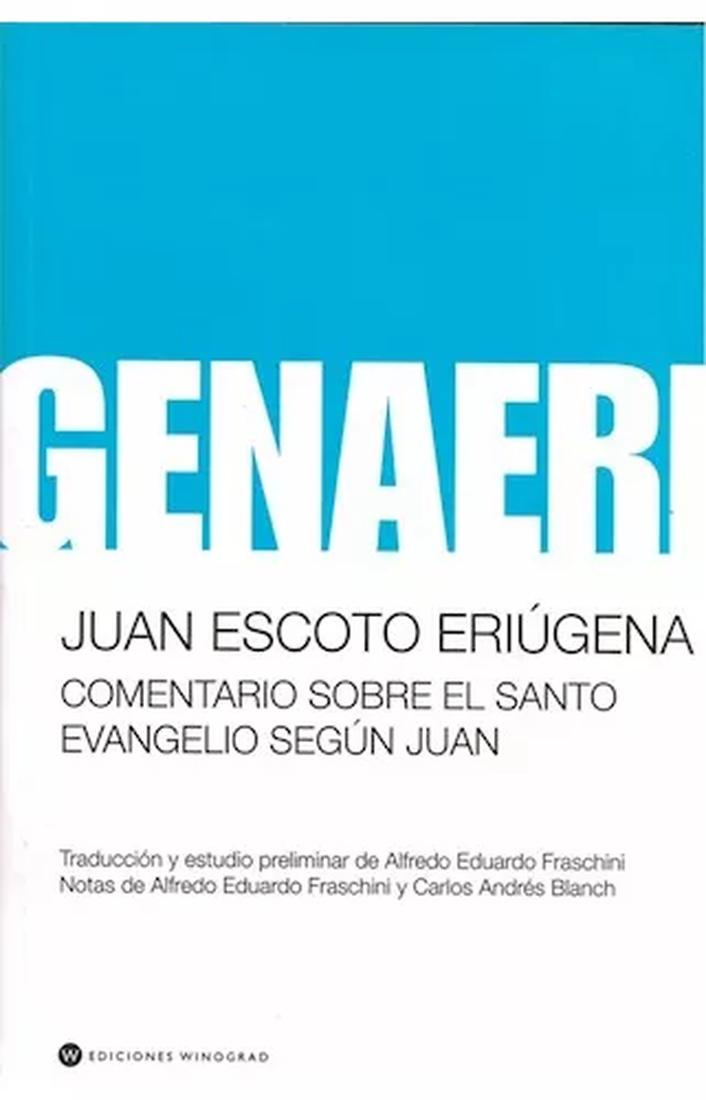 GENAERI
JUAN ESCOTO ERIÚGENA
COMENTARIO SOBRE EL SANTO
EVANGELIO SEGÚN JUAN
Traducción y estudio preliminar de Alfredo Eduardo Fraschini
Notas de Alfredo Eduardo Fraschini y Carlos Andrés Blanch
W EDICIONES WINOGRAD